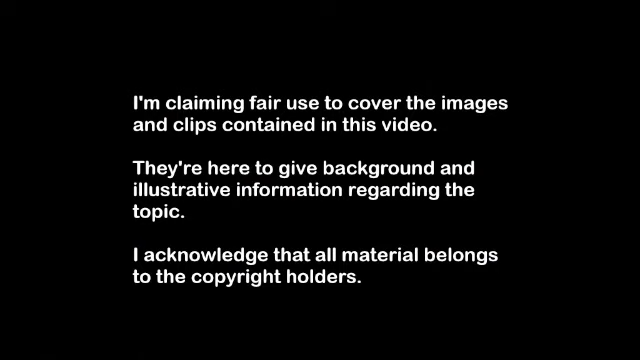 I'm claiming fair use to cover the images
and clips contained in this video.
They're here to give background and
illustrative information regarding the
topic.
I acknowledge that all material belongs
to the copyright holders.